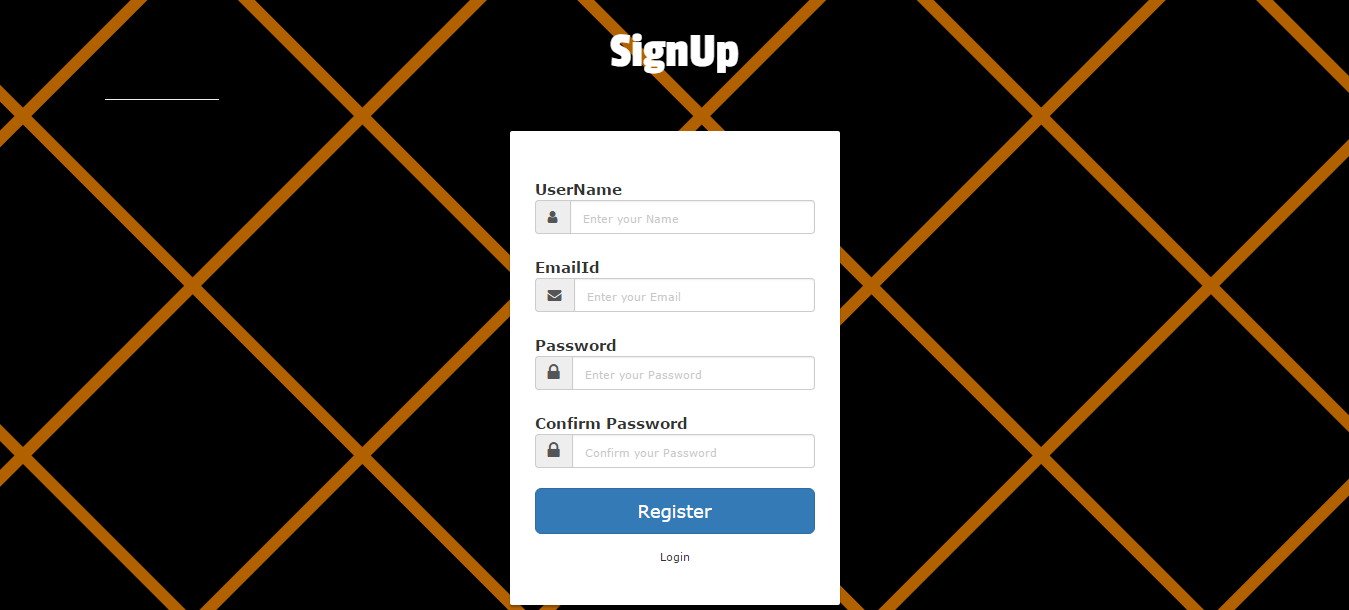 SignUp
UserName
Enter your Name
EmailId
Enter your Email
Password
Enter your Password
Confirm Password
Confirm your Password
Register
Login